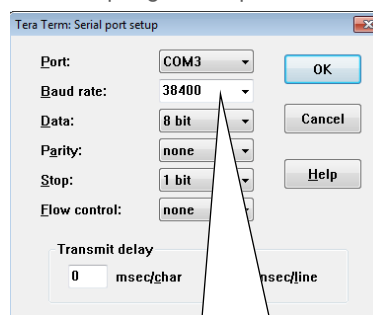 Tera Term: Serial port setup
Port: COM3 OK
Baud rate: 38400
Data: 8 bit Cancel
Parity: none
Stop: 1 bit Help
Flow control: none
Transmit delay
0 msec/char nsec/line